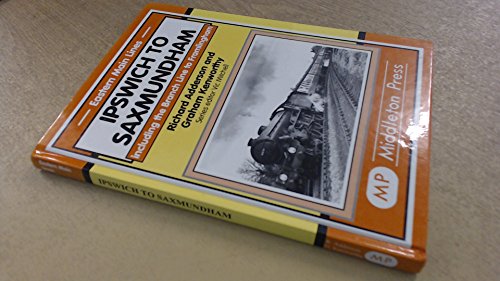 Eastern Main Lines
IPSWICH TO
SAXMUNDHAM
including the Branch Line to Framlingham
Richard Adderson and
Graham Kenworthy
Series editor Vic Mitchell
MP Middleton Press
IPSWICH TO SAXMUNDHAM
MP